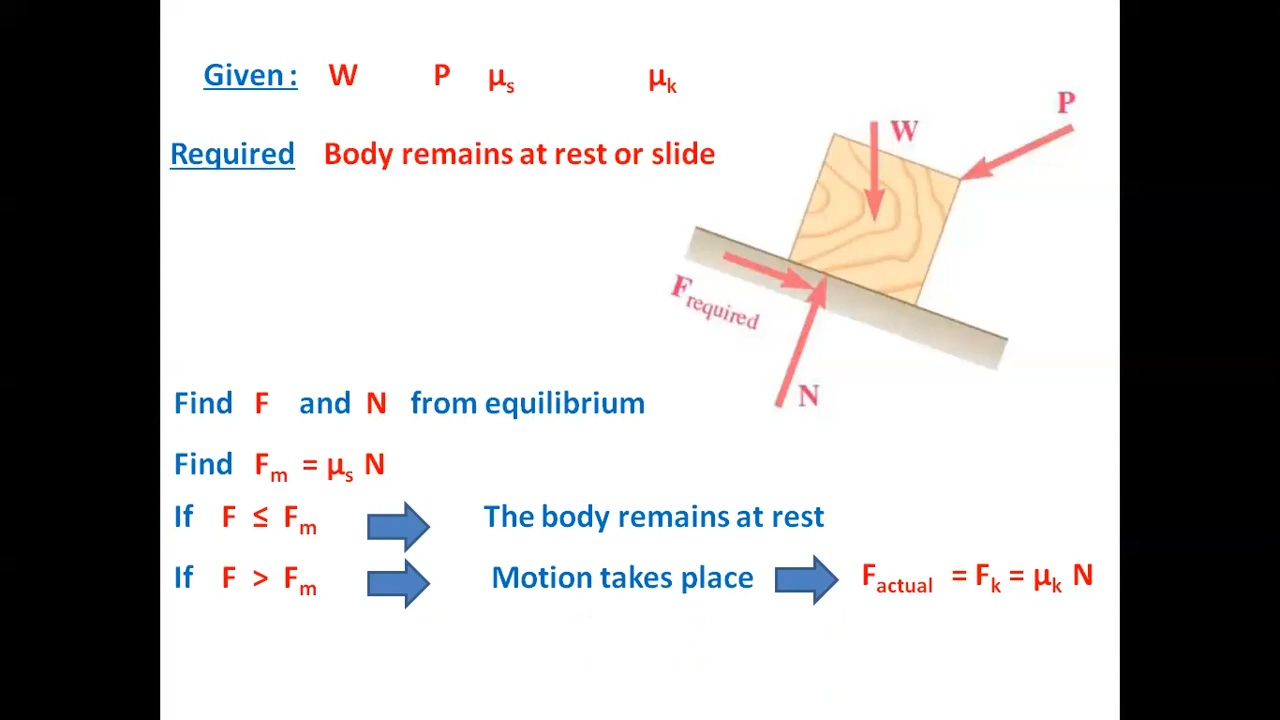 Given : W P μs μk
P
W
Required Body remains at rest or slide
Frequired
N
Find F and N from equilibrium
Find Fm = μs N
If F ≤ Fm The body remains at rest
If F > Fm Motion takes place Factual = Fk = μk N